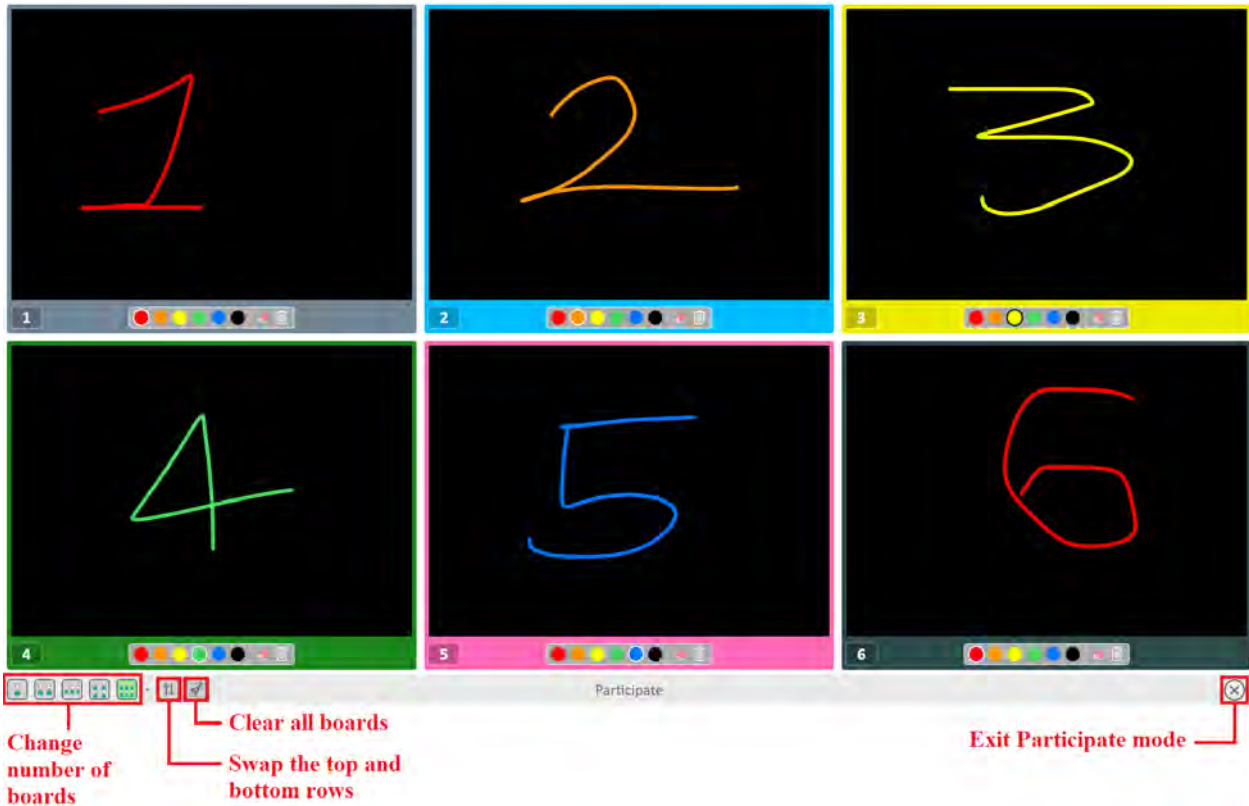 1
2
3
1
2
3
4
5
6
4
5
6
Participate
Clear all boards
Exit Participate mode
Change
number of
boards
Swap the top and
bottom rows